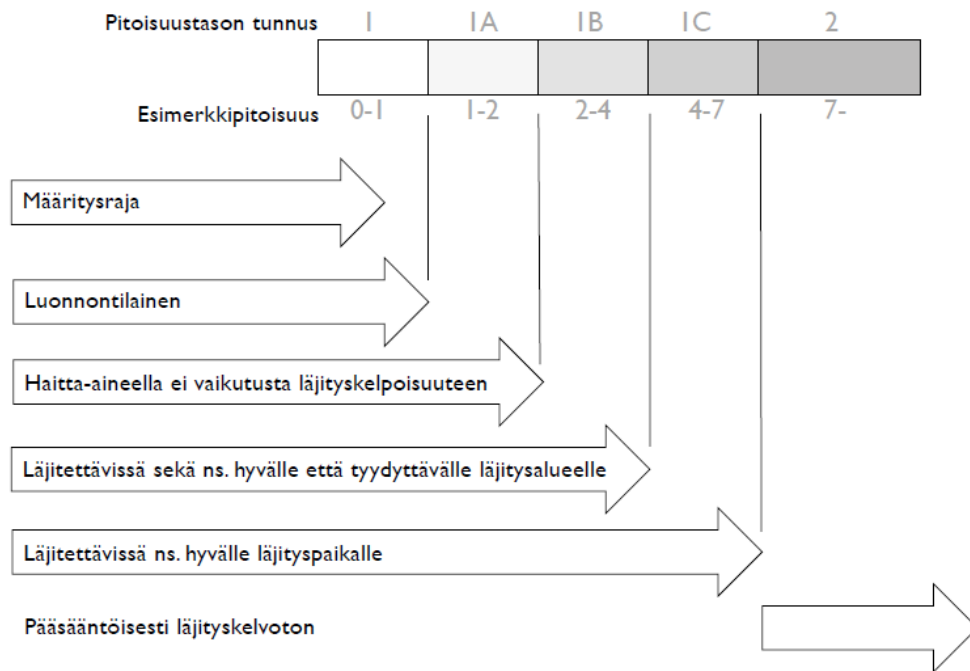 Pitoisuustason tunnus 1 1A 1B 1C 2
Esimerkkipitoisuus 0-1 1-2 2-4 4-7 7-
Määritysraja
Luonnontilainen
Haitta-aineella ei vaikutusta läjityskelpoisuuteen
Läjitettävissä sekä ns. hyvälle että tyydyttävälle läjitysalueelle
Läjitettävissä ns. hyvälle läjityspaikalle
Pääsääntöisesti läjityskelvoton